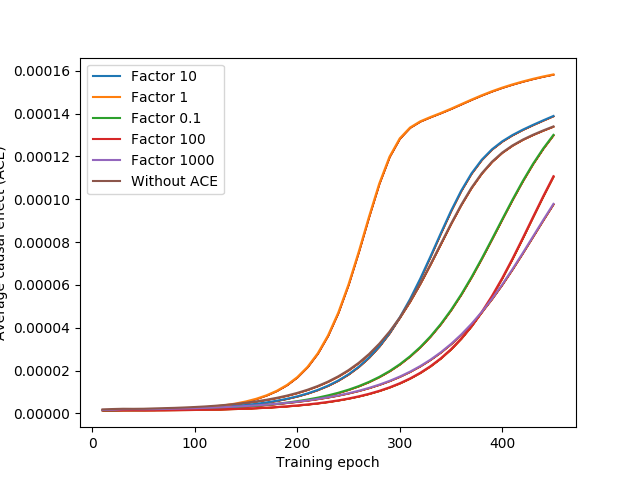 Factor 10
Factor 1
Factor 0.1
Factor 100
Factor 1000
Without ACE
0.00016
0.00014
0.00012
0.00010
0.00008
0.00006
0.00004
0.00002
0.00000
Average causal effect (ACE)
0 100 200 300 400
Training epoch